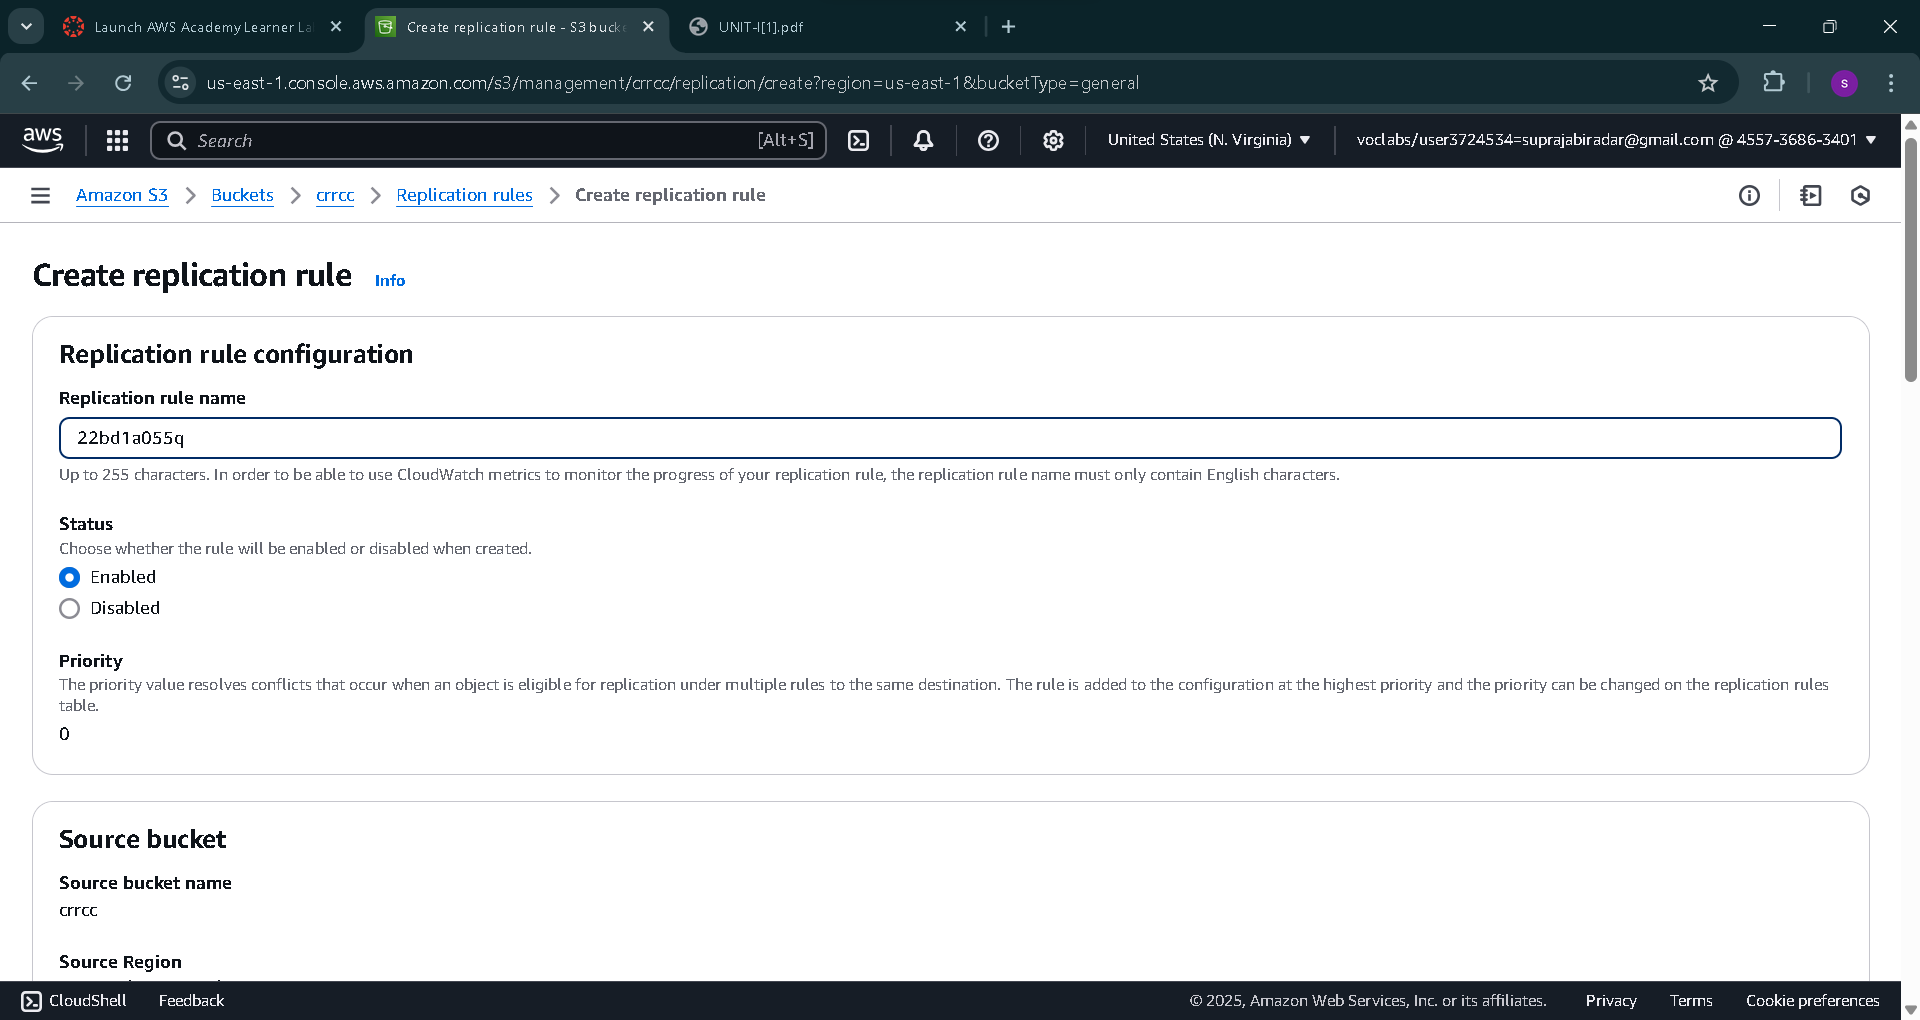 Launch AWS Academy Learner La
Create replication rule - S3 bucke
UNIT-I[1].pdf
us-east-1.console.aws.amazon.com/s3/management/crrcc/replication/create?region=us-east-1&bucketType=general
S
aws
Search
[Alt+S]
United States (N. Virginia)
voclabs/user3724534=suprajabiradar@gmail.com @ 4557-3686-3401
Amazon S3
Buckets
crrcc
Replication rules
Create replication rule
Create replication rule
Info
Replication rule configuration
Replication rule name
22bd1a055q
Up to 255 characters. In order to be able to use CloudWatch metrics to monitor the progress of your replication rule, the replication rule name must only contain English characters.
Status
Choose whether the rule will be enabled or disabled when created.
Enabled
Disabled
Priority
The priority value resolves conflicts that occur when an object is eligible for replication under multiple rules to the same destination. The rule is added to the configuration at the highest priority and the priority can be changed on the replication rules
table.
0
Source bucket
Source bucket name
crrcc
Source Region
CloudShell
Feedback
© 2025, Amazon Web Services, Inc. or its affiliates.
Privacy
Terms
Cookie preferences